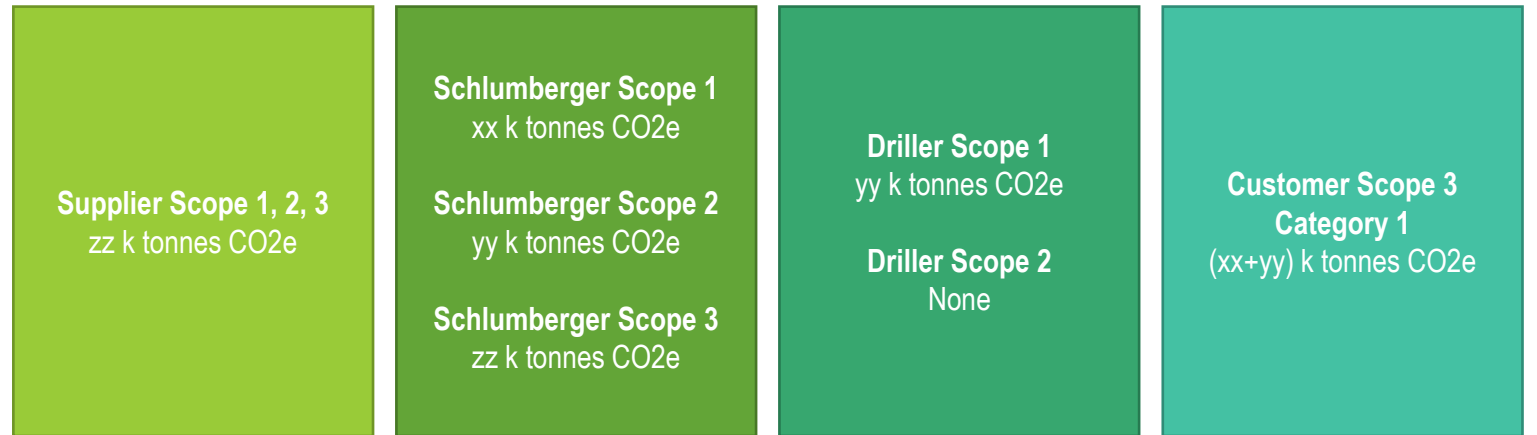 Supplier Scope 1, 2, 3
zz k tonnes CO2e
Schlumberger Scope 1
xx k tonnes CO2e
Schlumberger Scope 2
yy k tonnes CO2e
Schlumberger Scope 3
zz k tonnes CO2e
Driller Scope 1
yy k tonnes CO2e
Driller Scope 2
None
Customer Scope 3
Category 1
(xx+yy) k tonnes CO2e